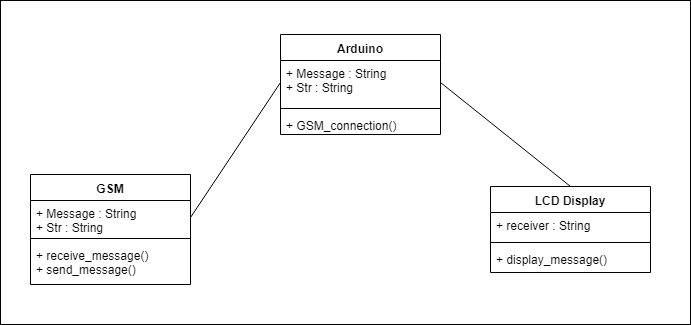 Arduino
+ Message : String
+ Str : String
+ GSM_connection()
GSM
+ Message : String
+ Str : String
+ receive_message()
+ send_message()
LCD Display
+ receiver : String
+ display_message()